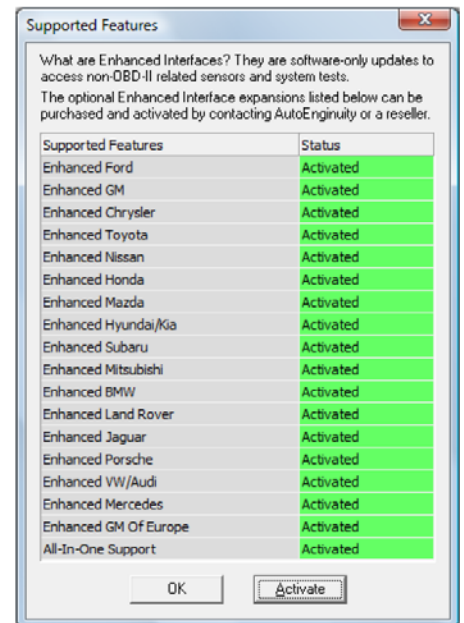 Supported Features
What are Enhanced Interfaces? They are software-only updates to
access non-OBD-II related sensors and system tests.
The optional Enhanced Interface expansions listed below can be
purchased and activated by contacting AutoEnginuity or a reseller.
Supported Features Status
Enhanced Ford Activated
Enhanced GM Activated
Enhanced Chrysler Activated
Enhanced Toyota Activated
Enhanced Nissan Activated
Enhanced Honda Activated
Enhanced Mazda Activated
Enhanced Hyundai/Kia Activated
Enhanced Subaru Activated
Enhanced Mitsubishi Activated
Enhanced BMW Activated
Enhanced Land Rover Activated
Enhanced Jaguar Activated
Enhanced Porsche Activated
Enhanced VW/Audi Activated
Enhanced Mercedes Activated
Enhanced GM Of Europe Activated
All-In-One Support Activated
OK Activate